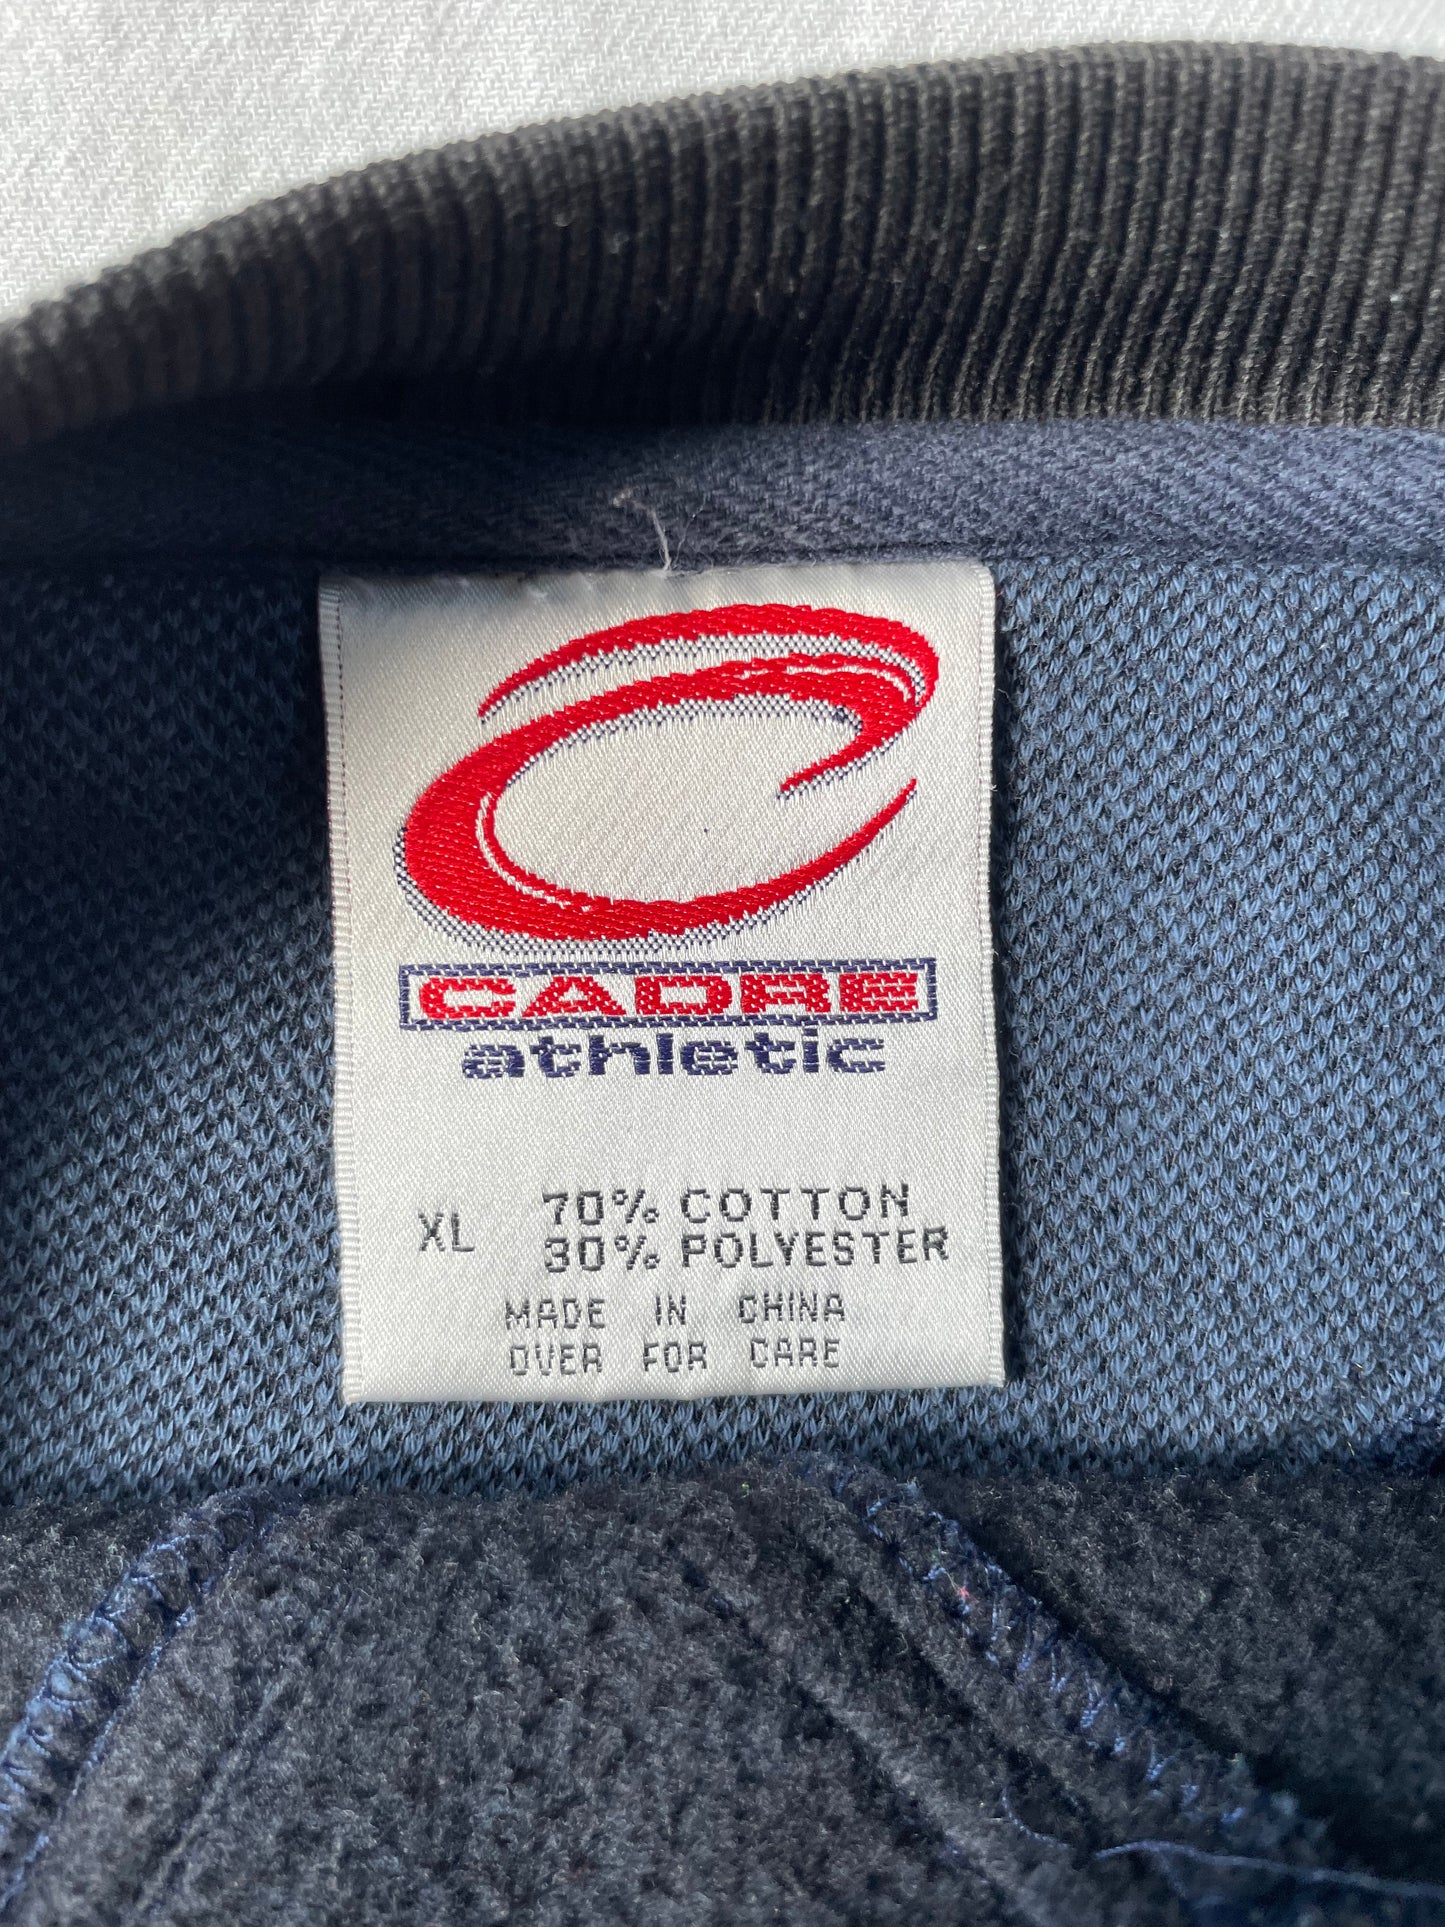 CADRE
athletic
XL 70% COTTON
30% POLYESTER
MADE IN CHINA
OVER FOR CARE